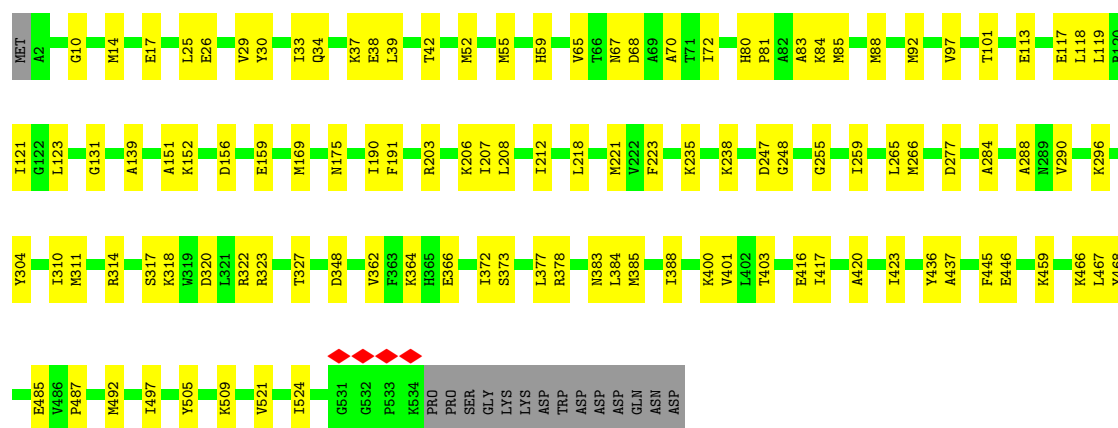 MET A2 G10 M14 E17 L25 E26 V29 Y30 I33 Q34 K37 E38 L39 T42 M52 M55 H59 V65 T66 N67 D68 A69 A70 T71 I72 H80 P81 A82 A83 K84 M85 M88 M92 V97 T101 E113 E117 L118 L119
I121 G122 L123 G131 A139 A151 K152 D156 E159 M169 N175 I190 F191 R203 K206 I207 L208 I212 L218 M221 V222 F223 K235 K238 D247 G248 G255 I259 L265 M266 D277 A284 A288 N289 V290 K296
Y304 I310 M311 R314 S317 K318 W319 D320 L321 R322 R323 T327 D348 V362 F363 K364 H365 E366 I372 S373 L377 R378 N383 L384 M385 I388 K400 V401 L402 T403 E416 I417 A420 I423 Y436 A437 F445 E446 K459 K466 L467 Y468
E485 V486 P487 M492 I497 Y505 K509 V521 I524 G531 G532 P533 K534 PRO PRO SER GLY LYS LYS ASP TRP ASP ASP ASP GLN ASN ASP